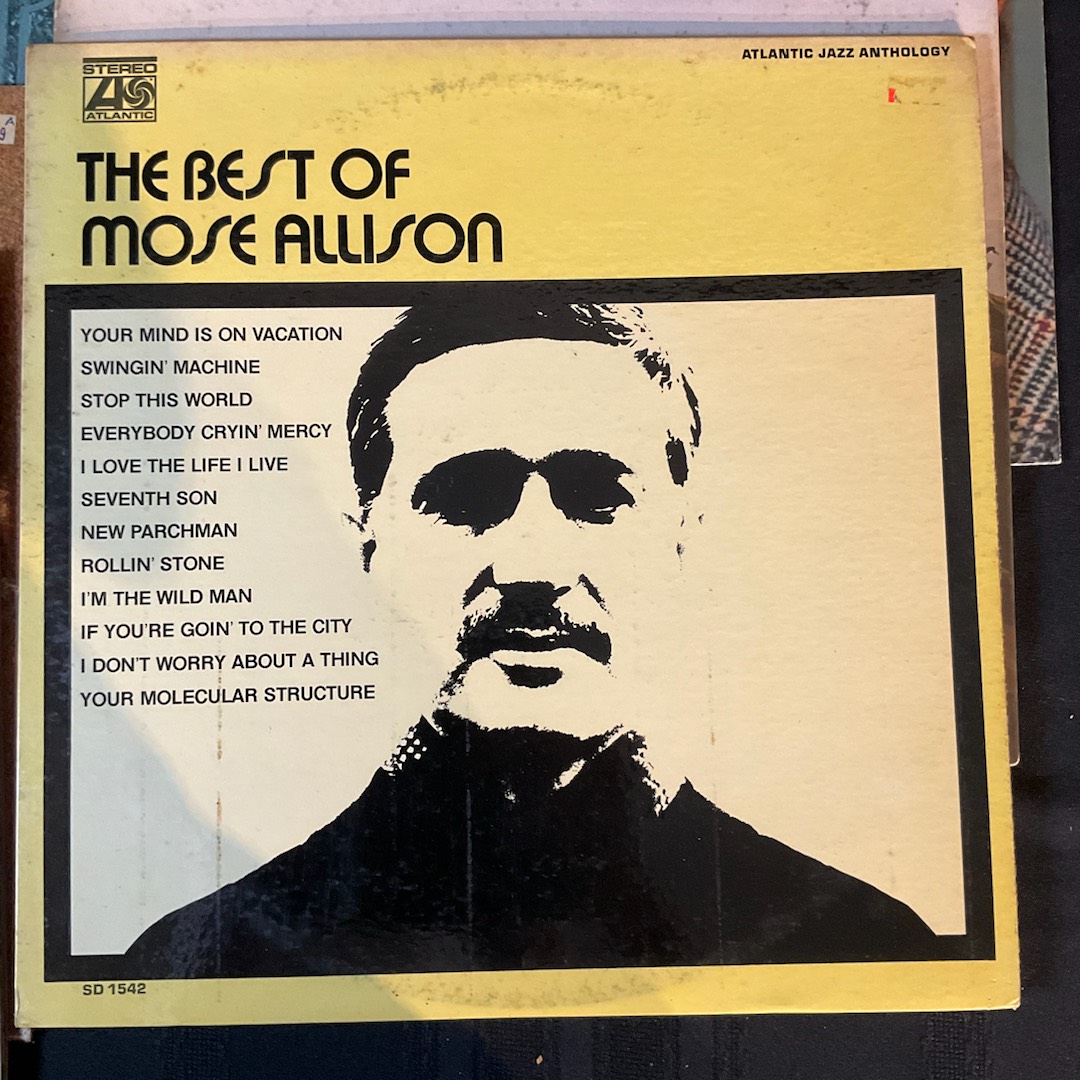 STEREO
ATLANTIC
ATLANTIC JAZZ ANTHOLOGY
THE BEST OF
MOSE ALLISON
YOUR MIND IS ON VACATION
SWINGIN' MACHINE
STOP THIS WORLD
EVERYBODY CRYIN' MERCY
I LOVE THE LIFE I LIVE
SEVENTH SON
NEW PARCHMAN
ROLLIN' STONE
I'M THE WILD MAN
IF YOU'RE GOIN' TO THE CITY
I DON'T WORRY ABOUT A THING
YOUR MOLECULAR STRUCTURE
SD 1542
A
9